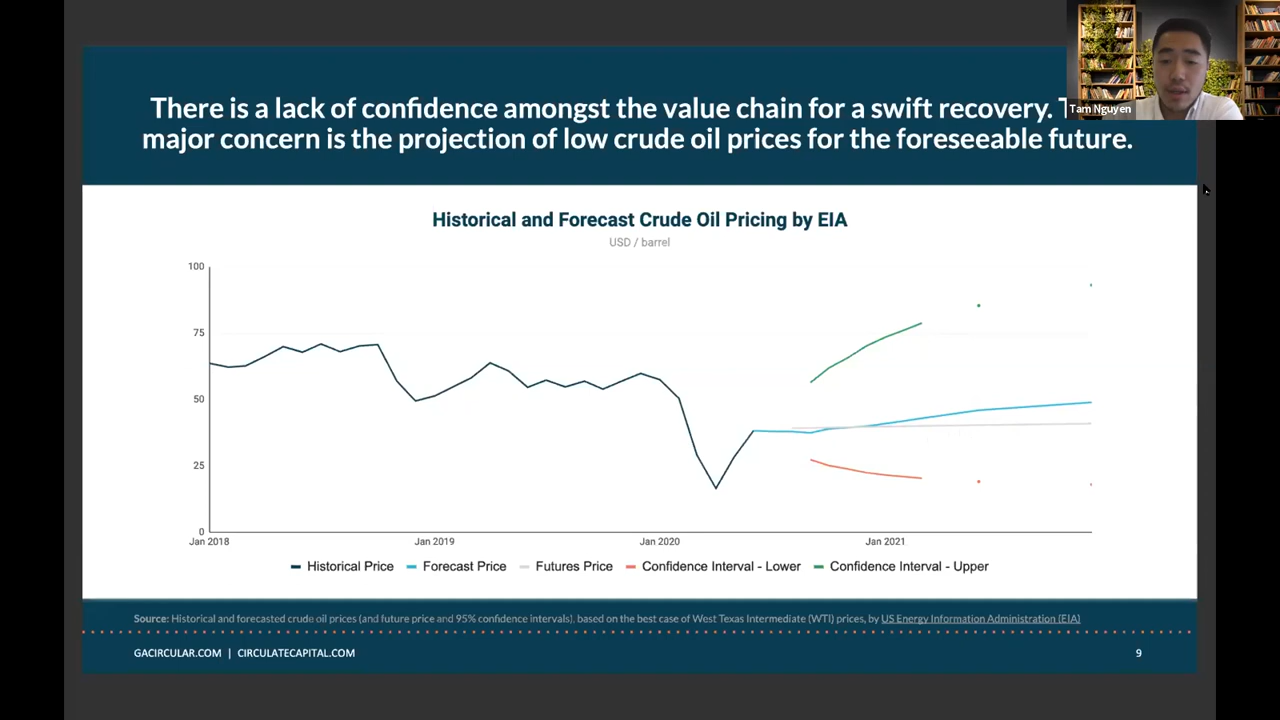 There is a lack of confidence amongst the value chain for a swift recovery.
major concern is the projection of low crude oil prices for the foreseeable future.
Tam Nguyen
Historical and Forecast Crude Oil Pricing by EIA
USD / barrel
100
75
50
25
0
Jan 2018
Jan 2019
Jan 2020
Jan 2021
Historical Price
Forecast Price
Futures Price
Confidence Interval - Lower
Confidence Interval - Upper
Source: Historical and forecasted crude oil prices (and future price and 95% confidence intervals), based on the best case of West Texas Intermediate (WTI) prices, by US Energy Information Administration (EIA)
GACIRCULAR.COM | CIRCULATECAPITAL.COM
9